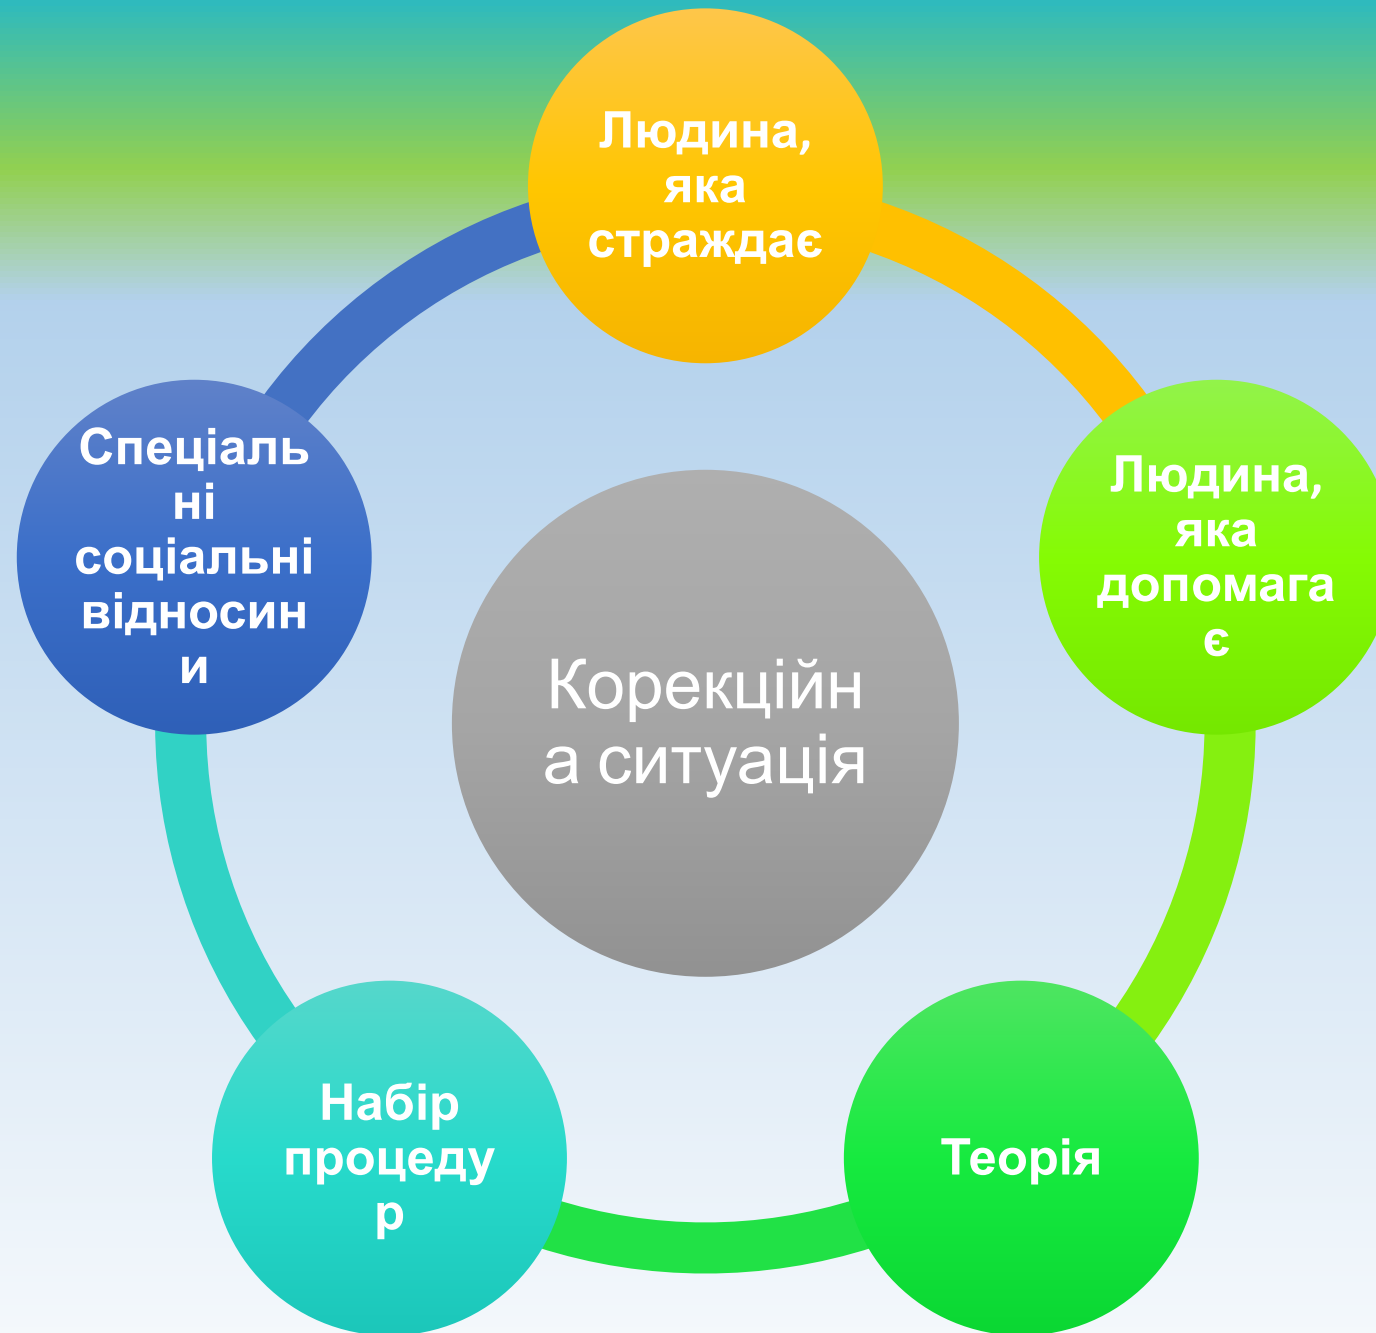 Людина,
яка
страждає
Людина,
яка
допомага
є
Теорія
Набір
процеду
р
Спеціаль
ні
соціальні
відносин
и
Корекційн
а ситуація